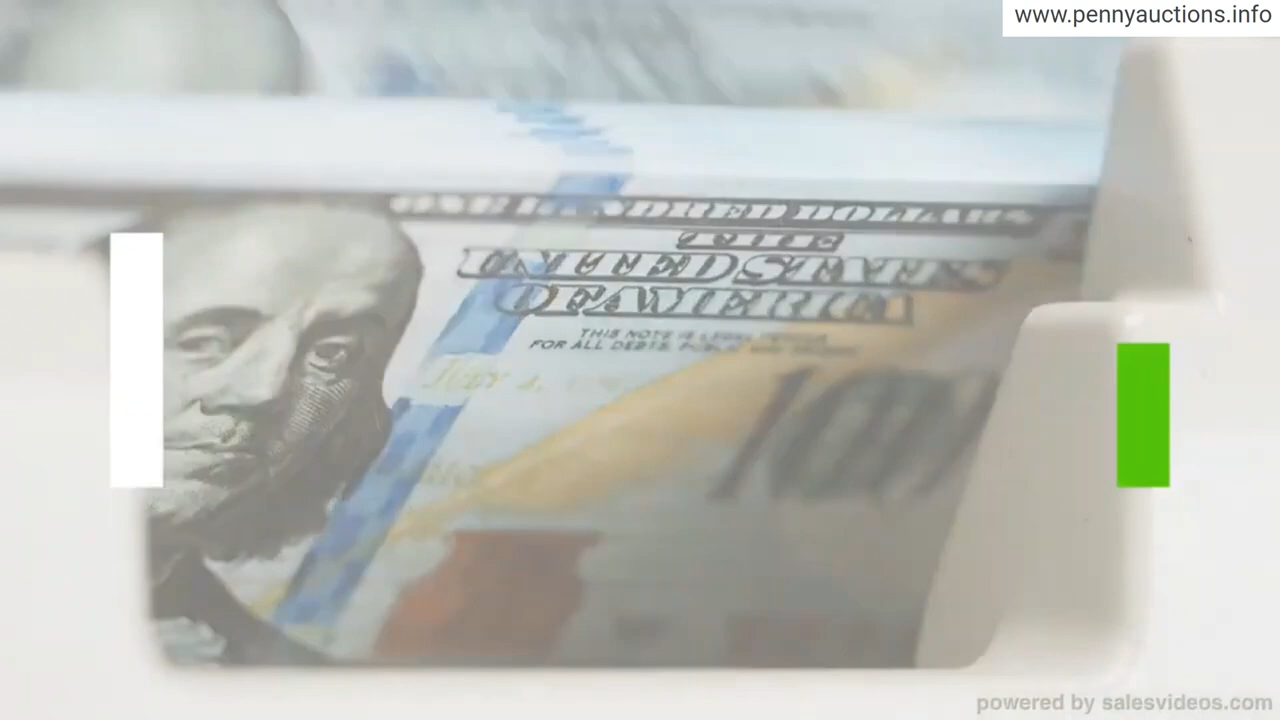 www.pennyauctions.info
ONE HUNDRED DOLLARS
THE
UNITED STATES
OF AMERICA
THIS NOTE IS LEGAL TENDER
FOR ALL DEBTS, PUBLIC AND PRIVATE
100
powered by salesvideos.com